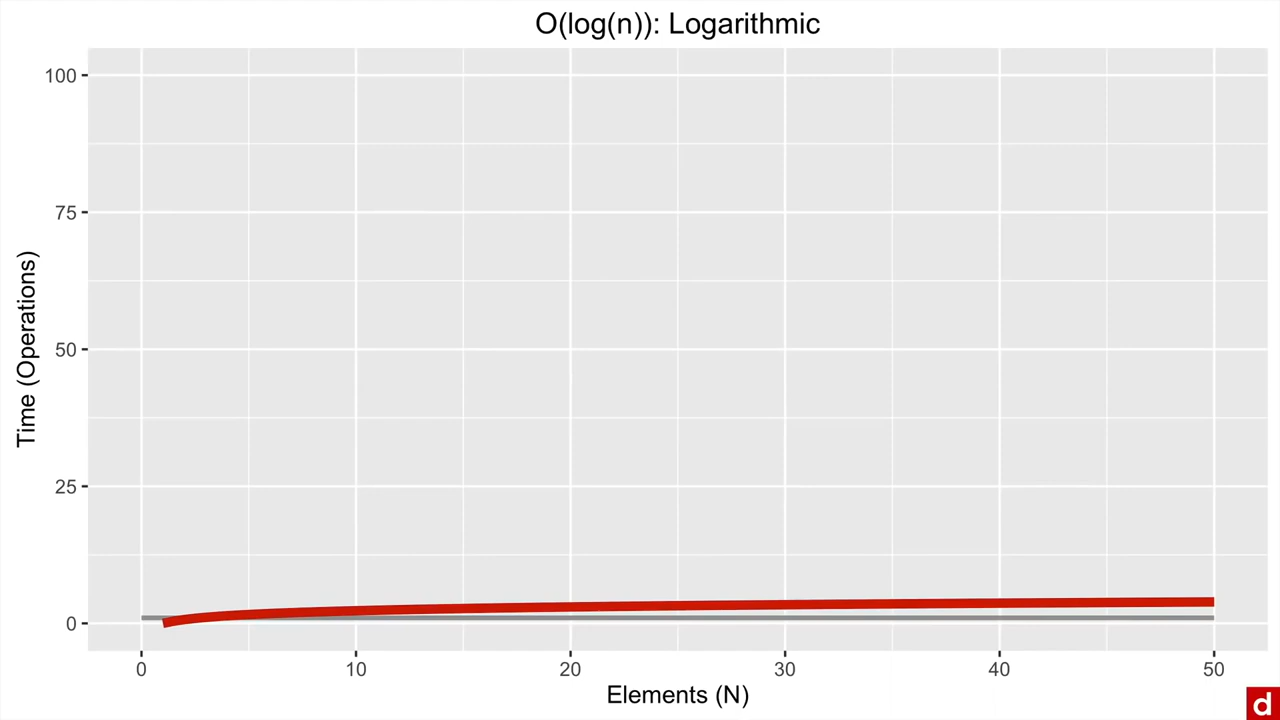 O(log(n)): Logarithmic
100
75
50
25
0
Time (Operations)
0 10 20 30 40 50
Elements (N)
d